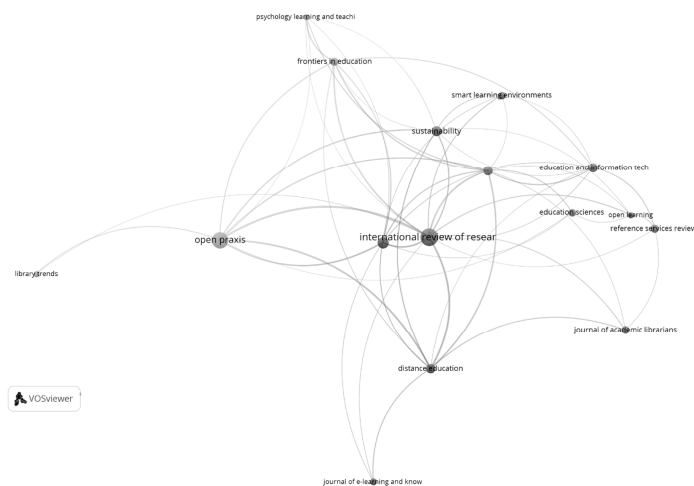 psychology learning and teachi
frontiers in education
smart learning environments
sustainability
education and information tech
education sciences
open learning
reference services review
open praxis
international review of resear
library trends
journal of academic librarians
distance education
VOSviewer
journal of e-learning and know